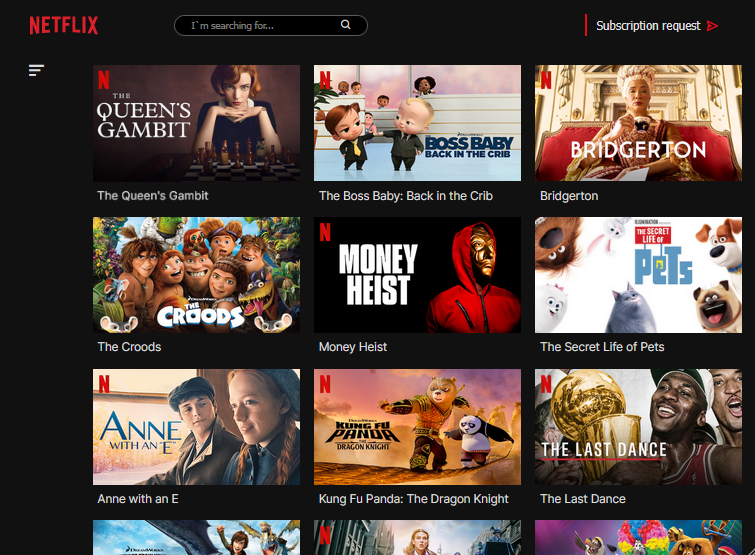 NETFLIX
I`m searching for...
Subscription request
N
THE
QUEEN'S
GAMBIT
N
DREAMWORKS
BOSS BABY
BACK IN THE CRIB
N
BRIDGERTON
The Queen's Gambit
The Boss Baby: Back in the Crib
Bridgerton
DREAMWORKS
THE
CROODS
N
MONEY
HEIST
ILLUMINATION
THE SECRET
LIFE OF
PETS
The Croods
Money Heist
The Secret Life of Pets
N
ANNE
WITH AN "E"
N
DREAMWORKS
KUNG FU
PANDA
THE
DRAGON KNIGHT
N
THE LAST DANCE
Anne with an E
Kung Fu Panda: The Dragon Knight
The Last Dance
DREAMWORKS
N